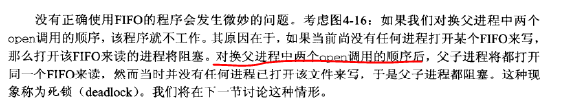 没有正确使用FIFO的程序会发生微妙的问题。考虑图4-16：如果我们对换父进程中两个
open调用的顺序，该程序就不工作。其原因在于，如果当前尚没有任何进程打开某个FIFO来写，
那么打开该FIFO来读的进程将阻塞。对换父进程中两个open调用的顺序后，父子进程将都打开
同一个FIFO来读，然而当时并没有任何进程已打开该文件来写，于是父子进程都阻塞。这种现
象称为死锁（deadlock）。我们将在下一节讨论这种情形。